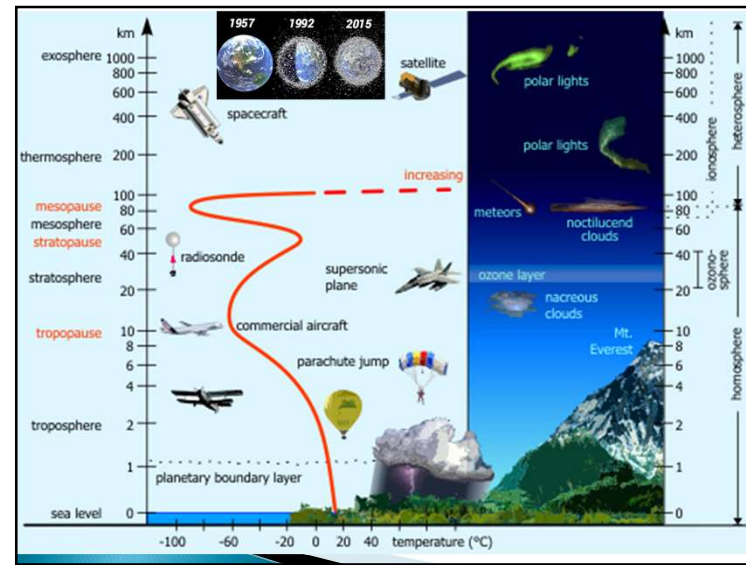 1957 1992 2015
km
km
exosphere
1000
800
600
400
200
100
80
60
40
20
10
8
6
4
2
1
0
thermosphere
mesopause
mesosphere
stratopause
stratosphere
tropopause
troposphere
sea level
spacecraft
satellite
increasing
radiosonde
supersonic
plane
commercial aircraft
parachute jump
planetary boundary layer
polar lights
polar lights
meteors
noctilucend
clouds
ozone layer
nacreous
clouds
Mt.
Everest
1000
800
600
400
200
100
80
60
40
20
10
8
6
4
2
1
0
ionosphere
heterosphere
ozono-
sphere
homosphere
-100 -60 -20 0 20 40 temperature (°C)